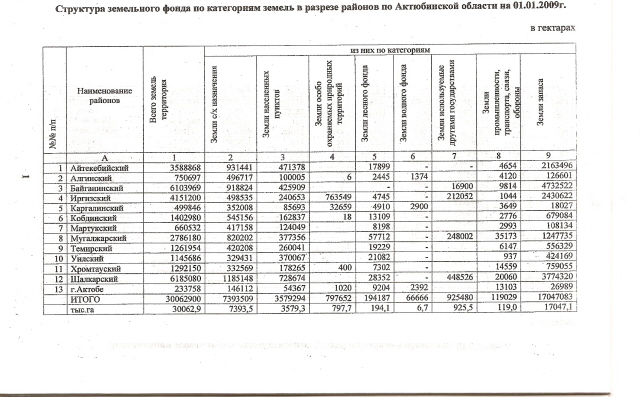 Структура земельного фонда по категориям земель в разрезе районов по Актюбинской области на 01.01.2009г.
в гектарах
№№ п/п Наименование районов Всего земель территория из них по категориям
Земли с/х назначения Земли населенных пунктов Земли особо охраняемых природных территорий Земли лесного фонда Земли водного фонда Земли используемые другими государствами Земли промышленности, транспорта, связи, обороны Земли запаса
А 1 2 3 4 5 6 7 8 9
1 Айтекебийский 3588868 931441 471378 17899 - - 4654 2163496
2 Алгинский 750697 496717 100005 6 2445 1374 4120 126601
3 Байганинский 6103969 918824 425909 - - 16900 9814 4732522
4 Иргизский 4151200 498535 240653 763549 4745 - 212052 1044 2430622
5 Каргалинский 499846 352008 85693 32659 4910 2900 3649 18027
6 Кобдинский 1402980 545156 162837 18 13109 - 2776 679084
7 Мартукский 660532 417158 124049 8198 - 2993 108134
8 Мугалжарский 2786180 820202 377356 57712 - 248002 35173 1247735
9 Темирский 1261954 420208 260041 19229 - - 6147 556329
10 Уилский 1145686 329431 370067 21082 937 424169
11 Хромтауский 1292150 332569 178265 400 7302 - 14559 759055
12 Шалкарский 6185080 1185148 728674 28352 - 448526 20060 3774320
13 г.Актобе 233758 146112 54367 1020 9204 2392 13103 26989
ИТОГО 30062900 7393509 3579294 797652 194187 66666 925480 119029 17047083
тыс.га 30062,9 7393,5 3579,3 797,7 194,1 6,7 925,5 119,0 17047,1